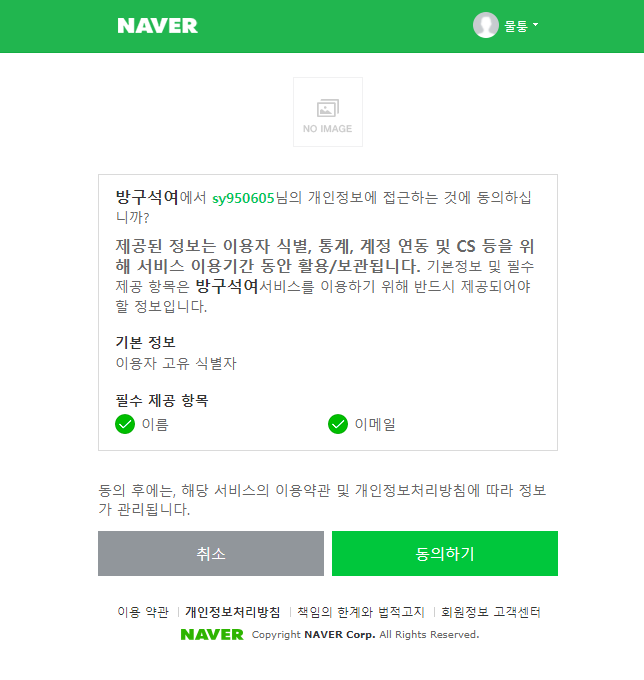 NAVER
물퉁
NO IMAGE
방구석여에서 sy950605님의 개인정보에 접근하는 것에 동의하십
니까?
제공된 정보는 이용자 식별, 통계, 계정 연동 및 CS 등을 위
해 서비스 이용기간 동안 활용/보관됩니다. 기본정보 및 필수
제공 항목은 방구석여서비스를 이용하기 위해 반드시 제공되어야
할 정보입니다.
기본 정보
이용자 고유 식별자
필수 제공 항목
이름 이메일
동의 후에는, 해당 서비스의 이용약관 및 개인정보처리방침에 따라 정보
가 관리됩니다.
취소 동의하기
이용 약관 개인정보처리방침 책임의 한계와 법적고지 회원정보 고객센터
NAVER Copyright NAVER Corp. All Rights Reserved.